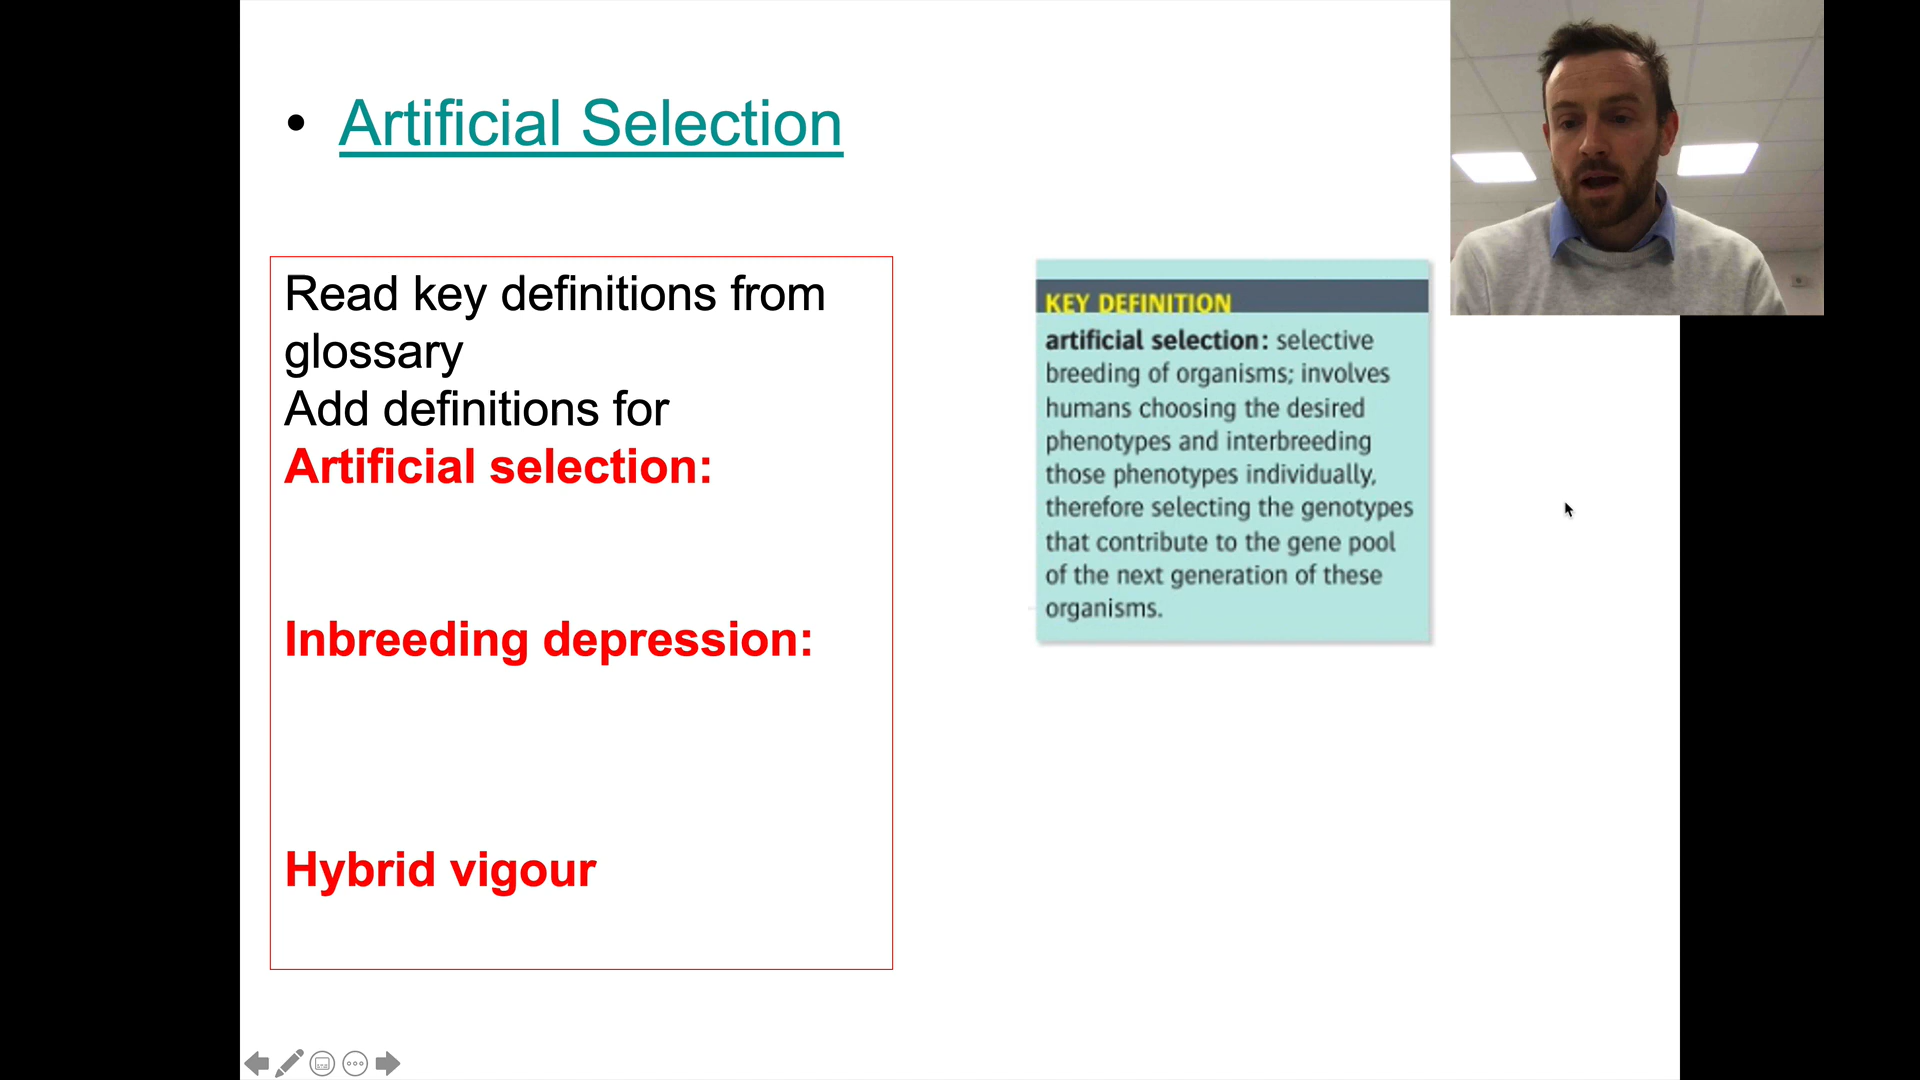 • Artificial Selection
Read key definitions from
glossary
Add definitions for
Artificial selection:
Inbreeding depression:
Hybrid vigour
KEY DEFINITION
artificial selection: selective
breeding of organisms; involves
humans choosing the desired
phenotypes and interbreeding
those phenotypes individually,
therefore selecting the genotypes
that contribute to the gene pool
of the next generation of these
organisms.